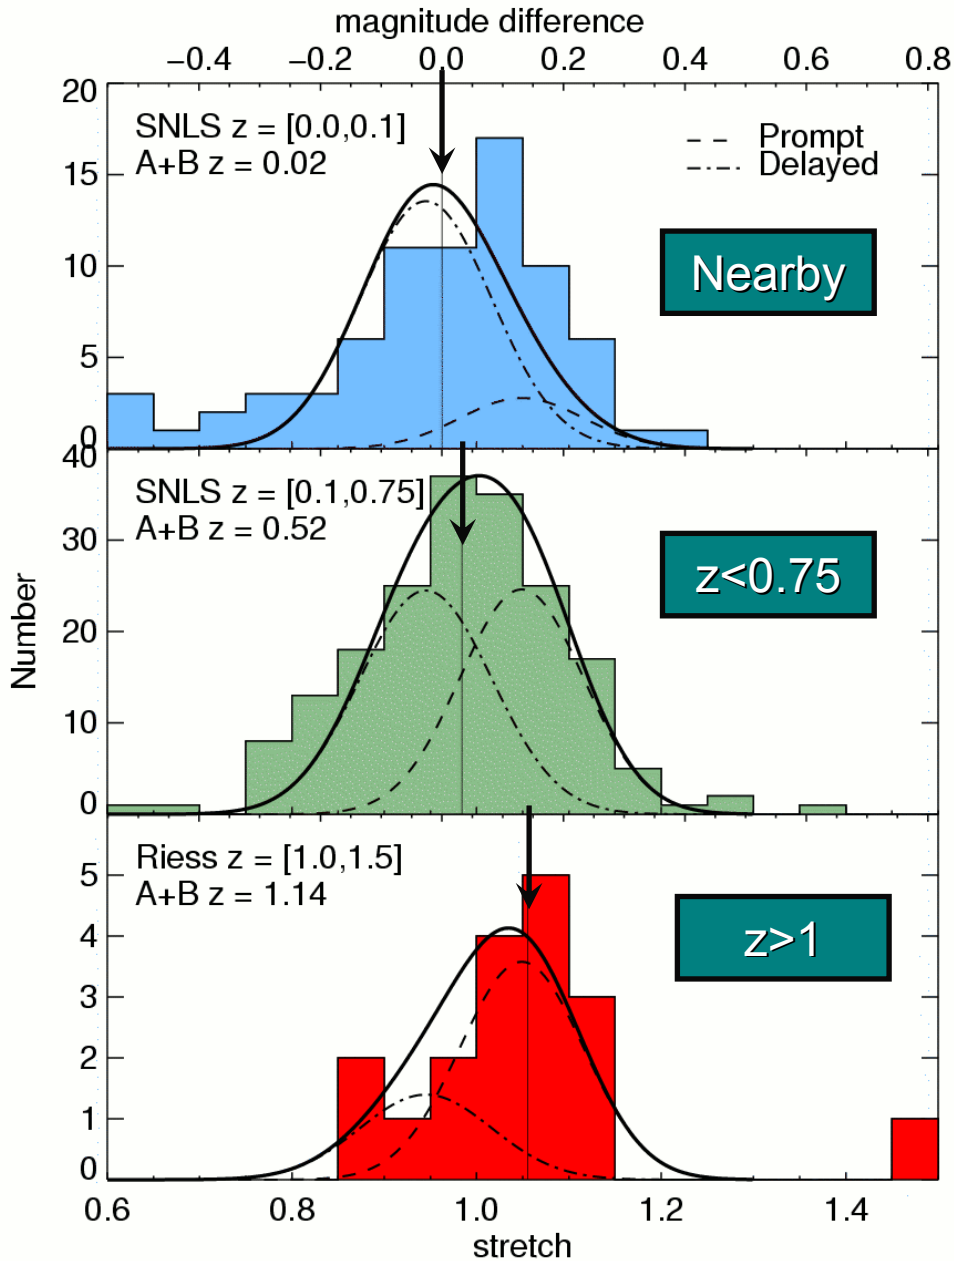 magnitude difference
−0.4 −0.2 0.0 0.2 0.4 0.6 0.8
20
15
10
5
0
SNLS z = [0.0,0.1]
A+B z = 0.02
Prompt
Delayed
Nearby
40
30
20
10
0
SNLS z = [0.1,0.75]
A+B z = 0.52
z<0.75
Number
5
4
3
2
1
0
Riess z = [1.0,1.5]
A+B z = 1.14
z>1
0.6 0.8 1.0 1.2 1.4
stretch